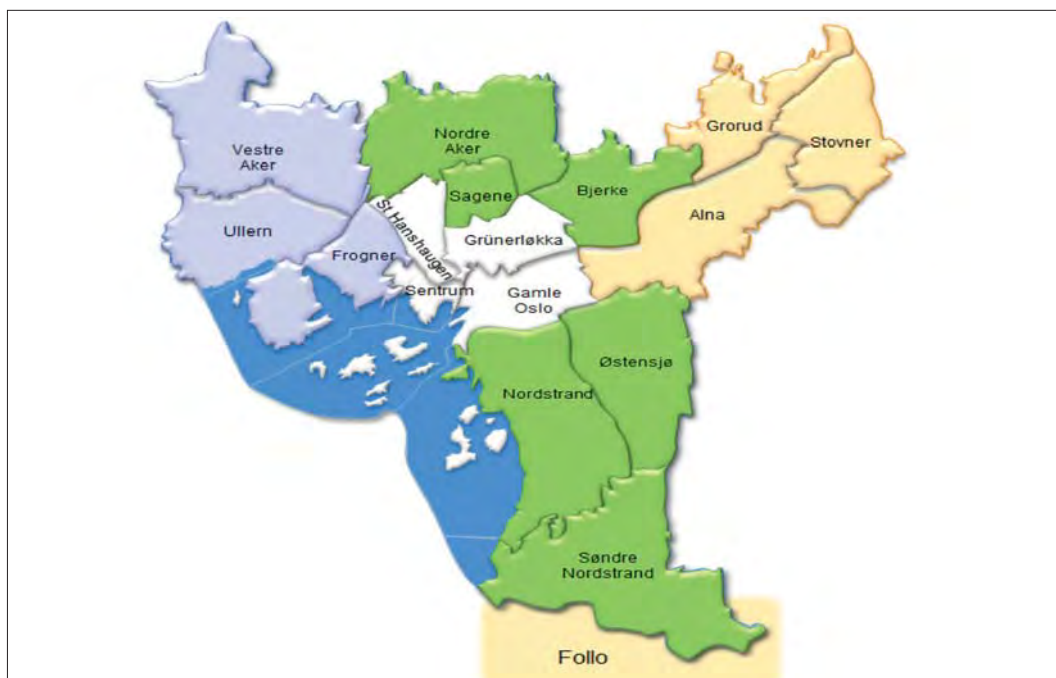 Vestre
Aker
Nordre
Aker
Grorud
Stovner
Sagene
Bjerke
Alna
Ullern
Frogner
St Hanshaugen
Grünerløkka
Sentrum
Gamle
Oslo
Østensjø
Nordstrand
Søndre
Nordstrand
Follo